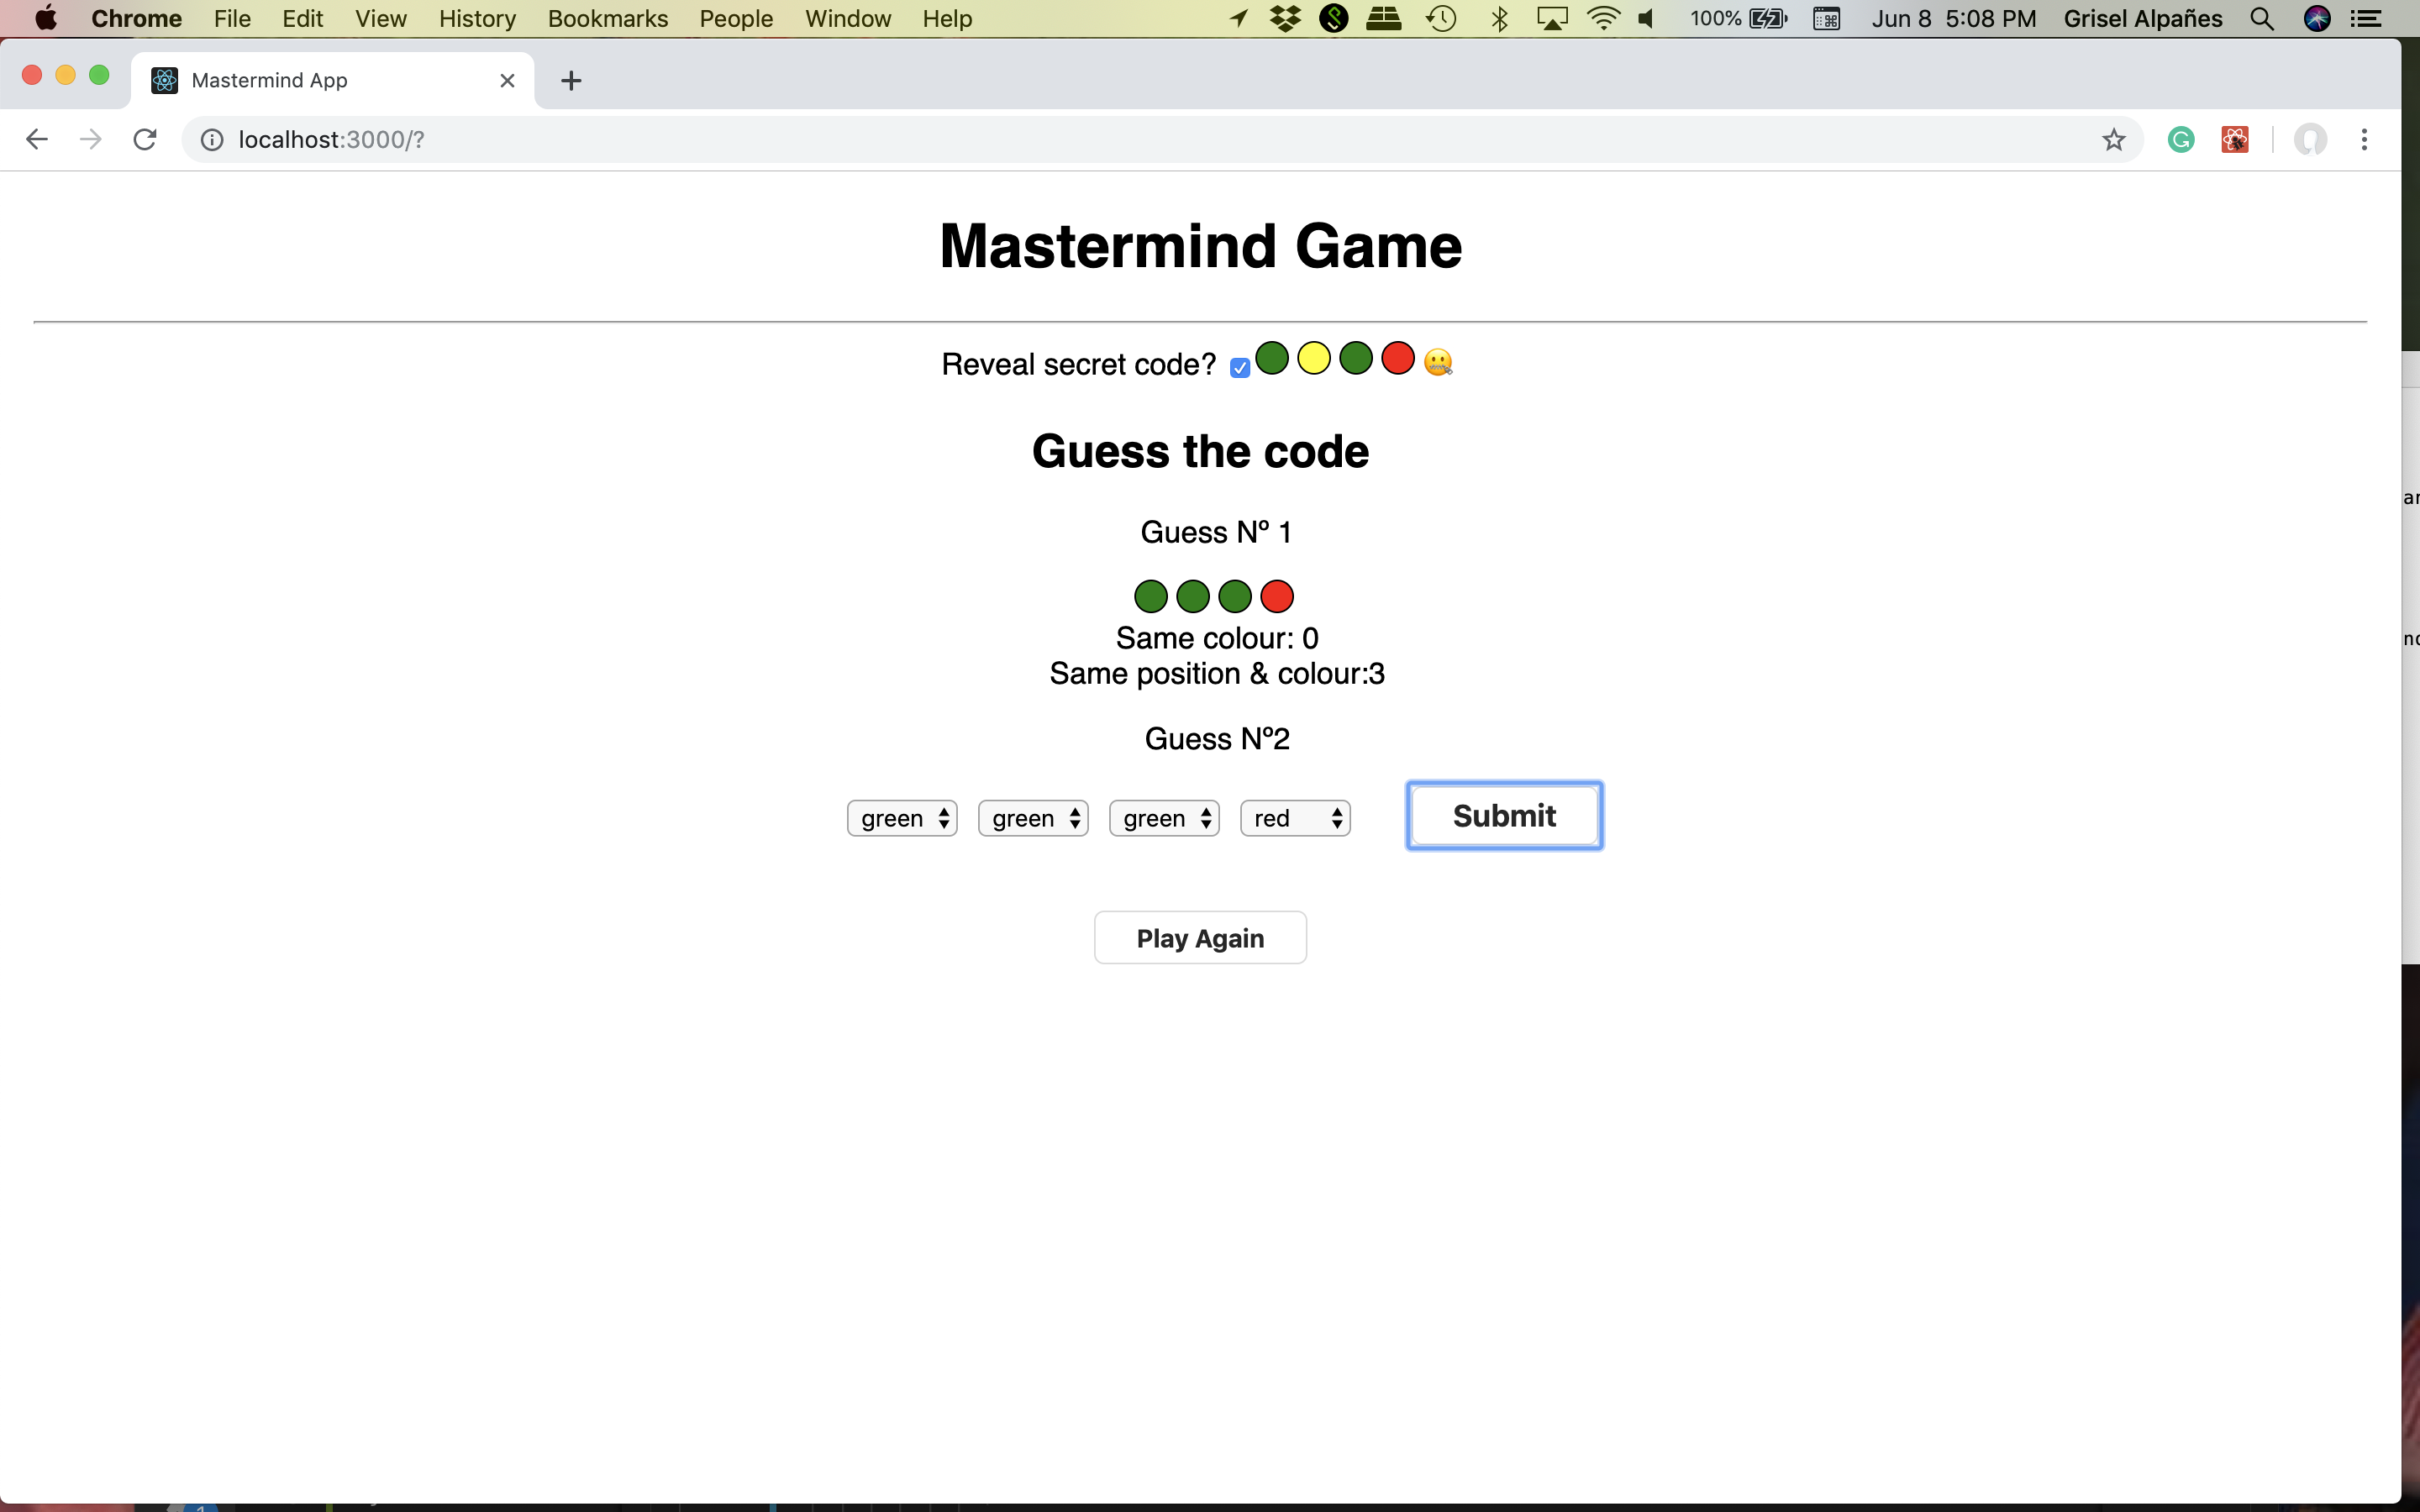 Chrome File Edit View History Bookmarks People Window Help 100% Jun 8 5:08 PM Grisel Alpañes
Mastermind App
localhost:3000/?
Mastermind Game
Reveal secret code?
Guess the code
Guess Nº 1
Same colour: 0
Same position & colour:3
Guess Nº2
green green green red Submit
Play Again